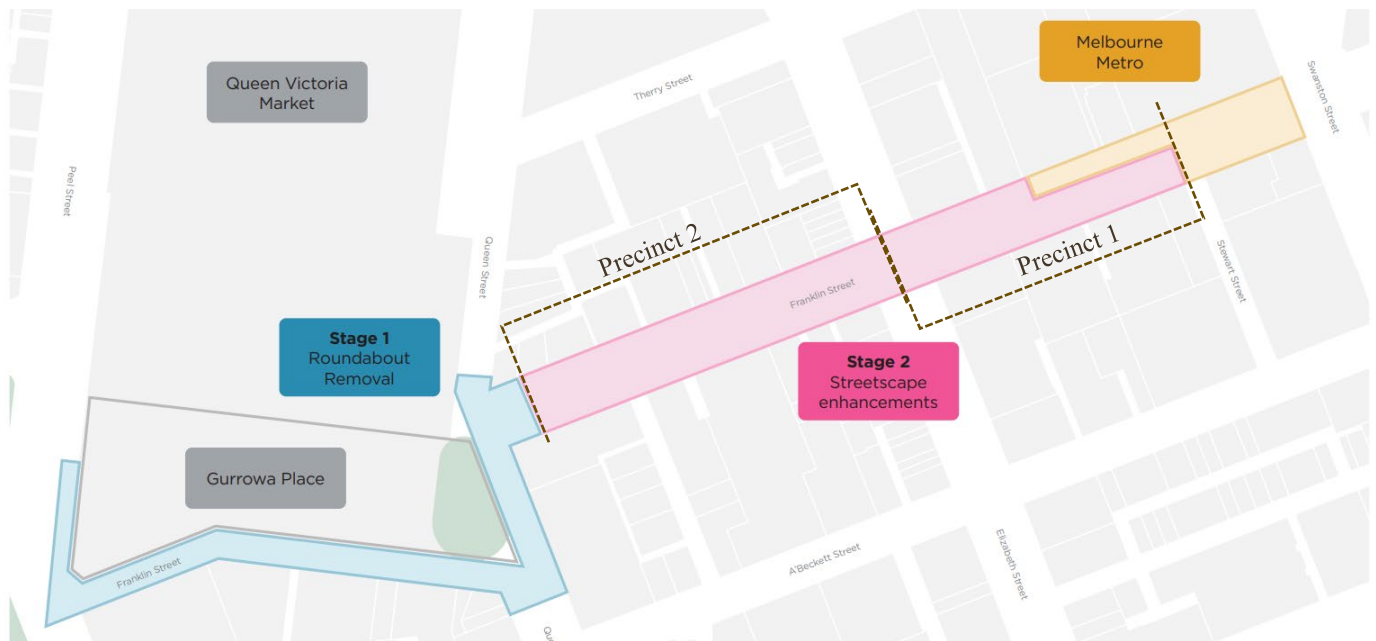 Melbourne
Metro
Swanston Street
Queen Victoria
Market
Therry Street
Peel Street
Precinct 2
Queen Street
Precinct 1
Stewart Street
Franklin Street
Stage 1
Roundabout
Removal
Stage 2
Streetscape
enhancements
Gurrowa Place
Franklin Street
A'Beckett Street
Elizabeth Street